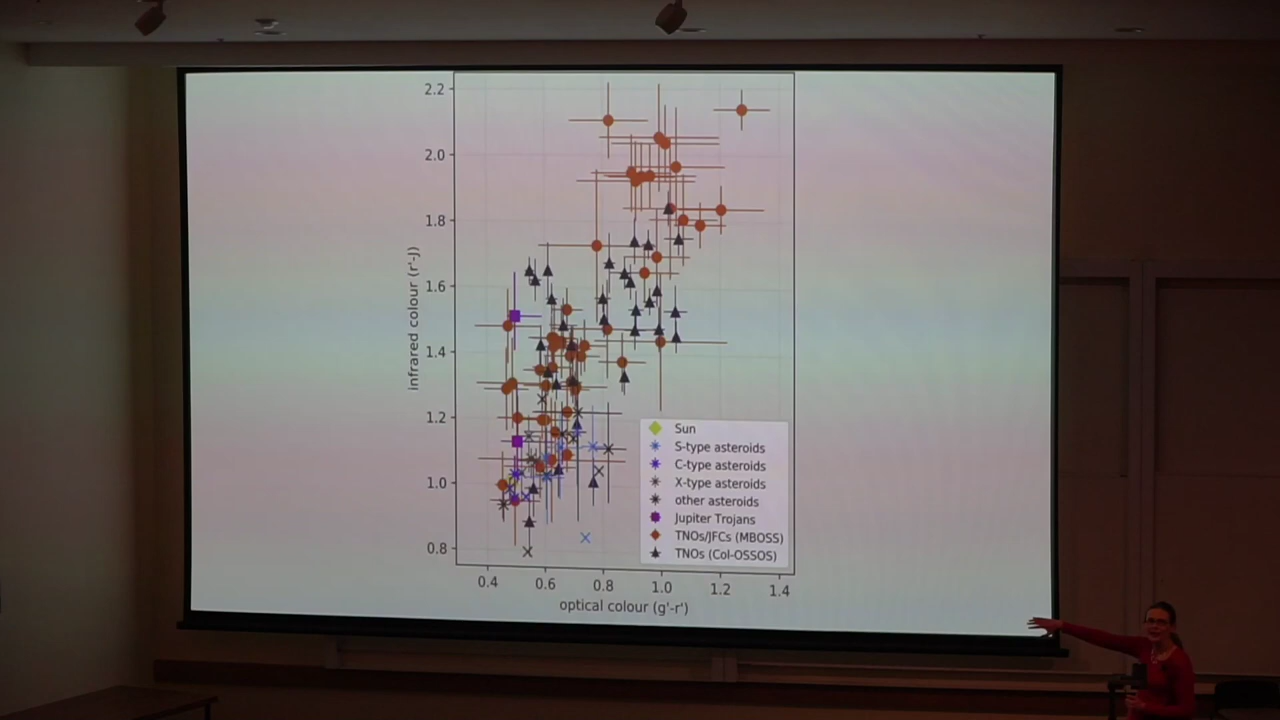 2.2
2.0
1.8
1.6
1.4
1.2
1.0
0.8
infrared colour (r'-J)
Sun
S-type asteroids
C-type asteroids
X-type asteroids
other asteroids
Jupiter Trojans
TNOs/JFCs (MBOSS)
TNOs (Col-OSSOS)
0.4 0.6 0.8 1.0 1.2 1.4
optical colour (g'-r')